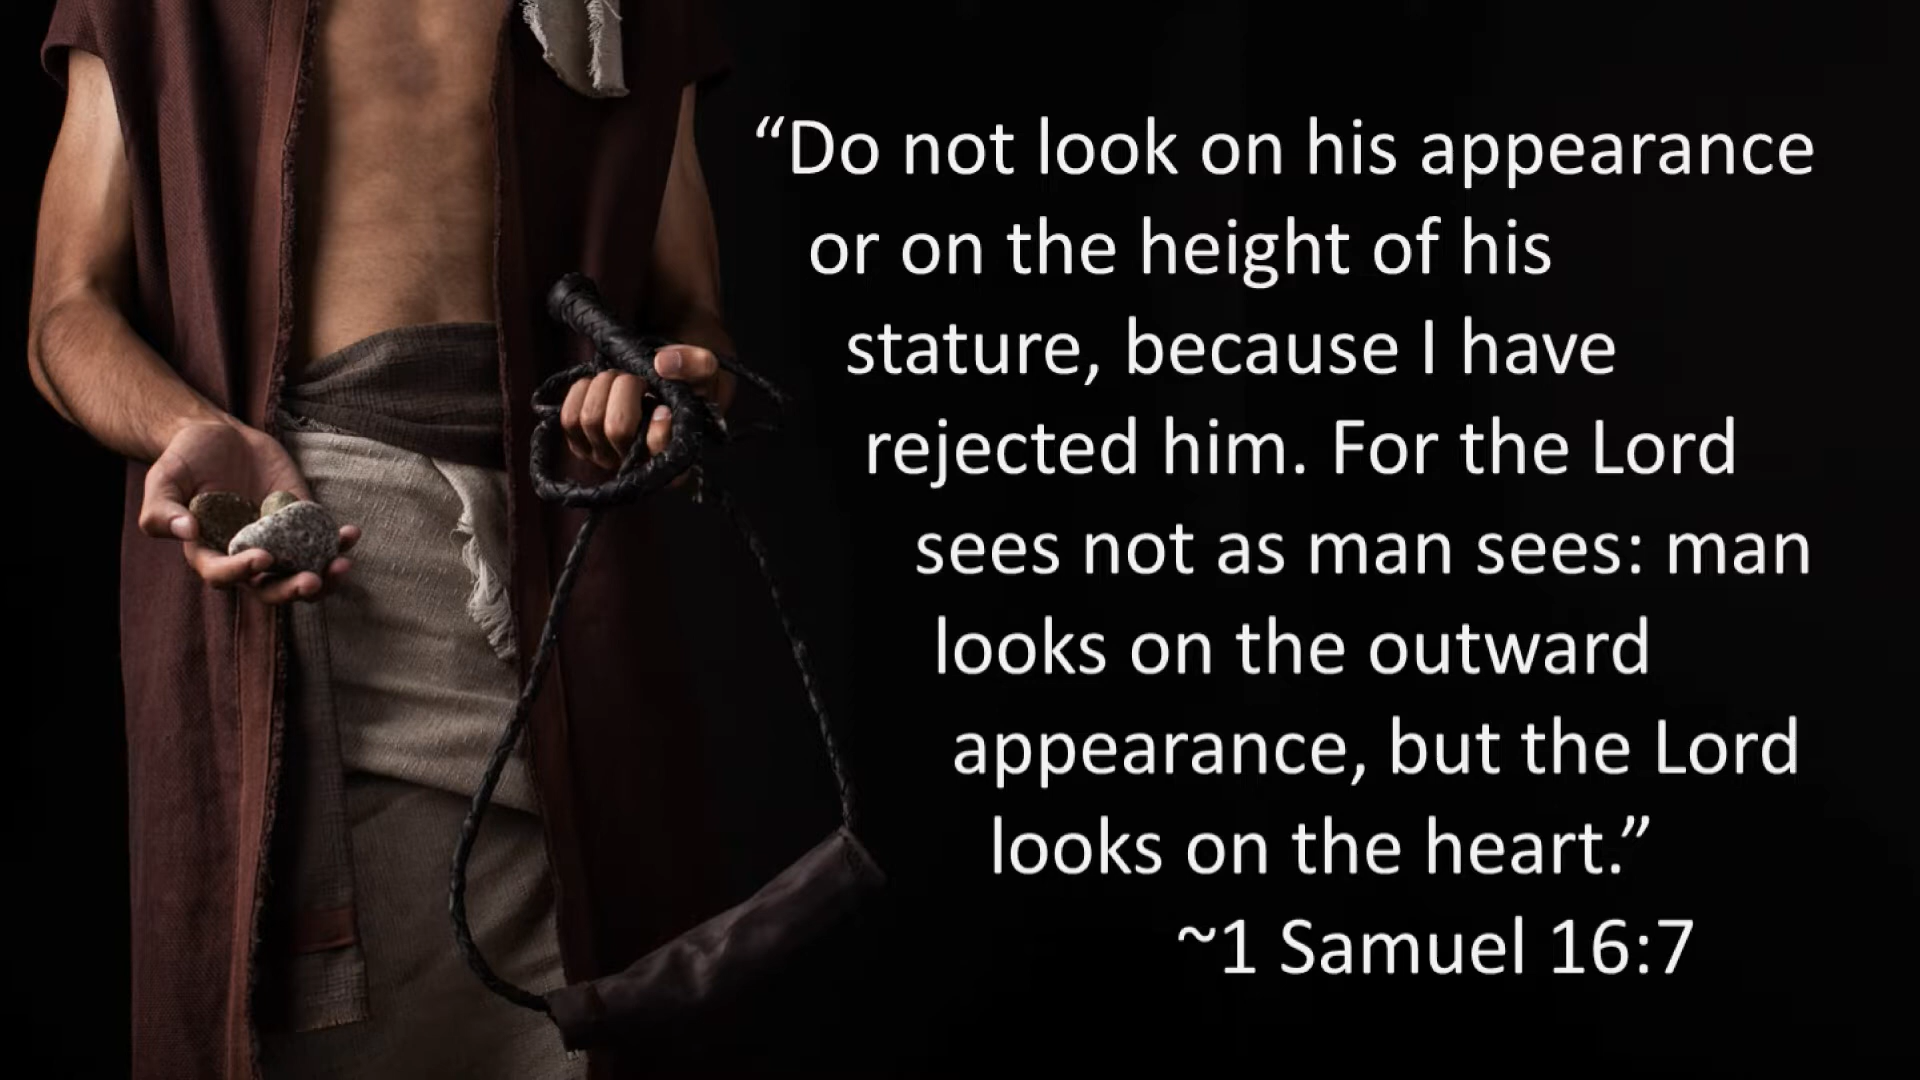 “Do not look on his appearance
or on the height of his
stature, because I have
rejected him. For the Lord
sees not as man sees: man
looks on the outward
appearance, but the Lord
looks on the heart.”
~1 Samuel 16:7